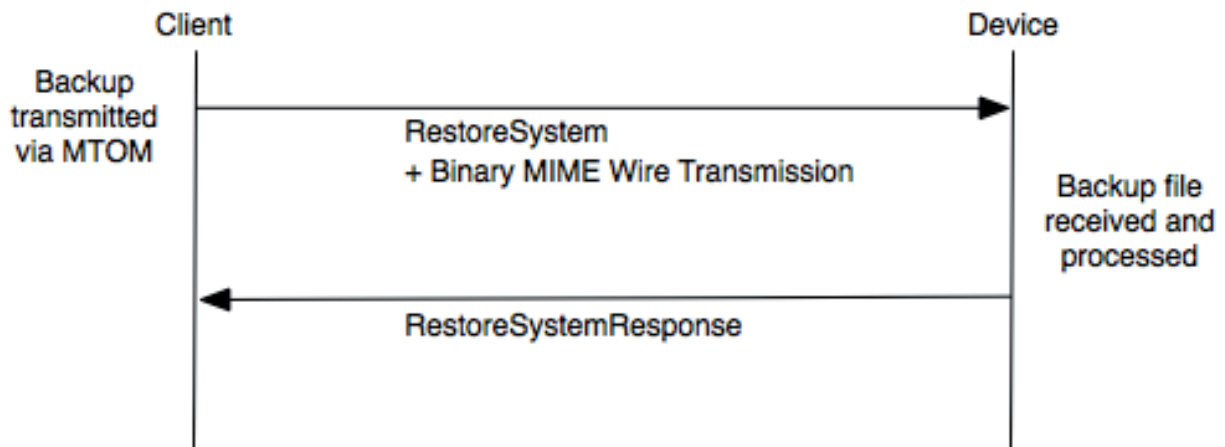 Client
Device
Backup
transmitted
via MTOM
RestoreSystem
+ Binary MIME Wire Transmission
Backup file
received and
processed
RestoreSystemResponse